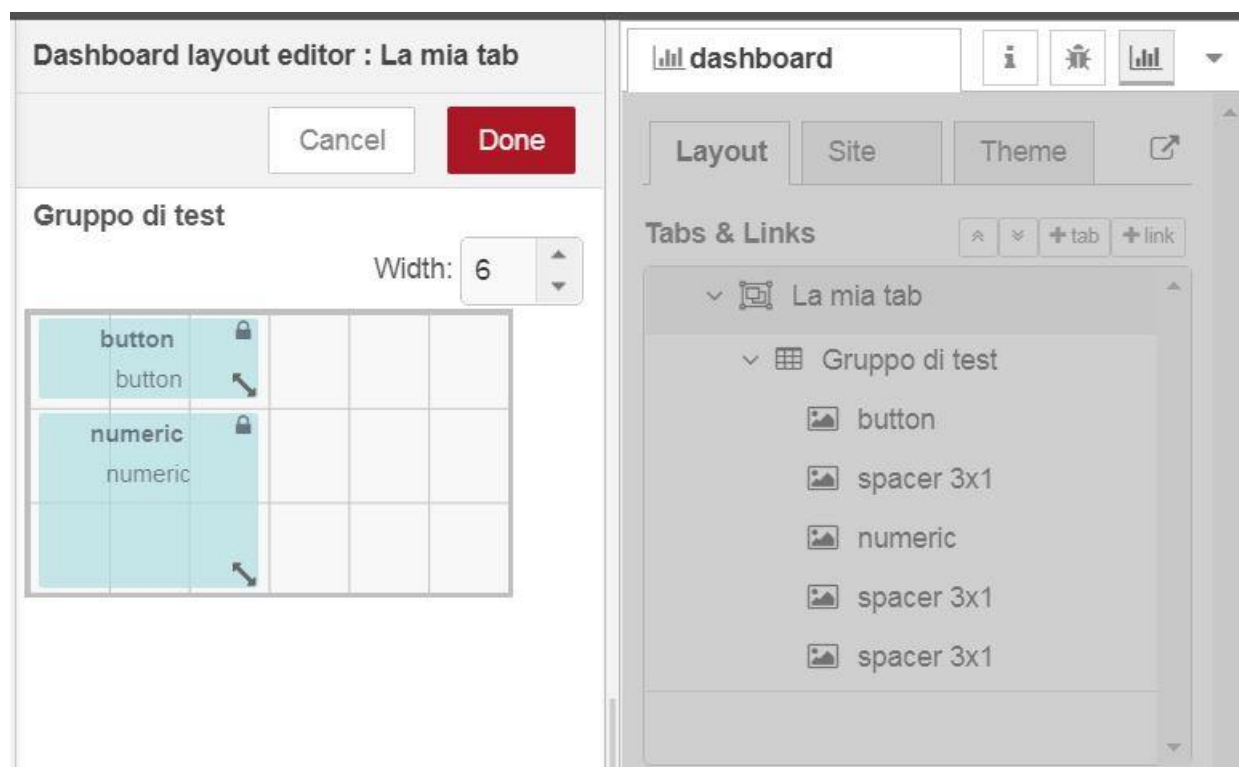 Dashboard layout editor : La mia tab
Cancel
Done
Gruppo di test
Width: 6
button
button
numeric
numeric
dashboard
i
Layout
Site
Theme
Tabs & Links
+tab
+link
La mia tab
Gruppo di test
button
spacer 3x1
numeric
spacer 3x1
spacer 3x1